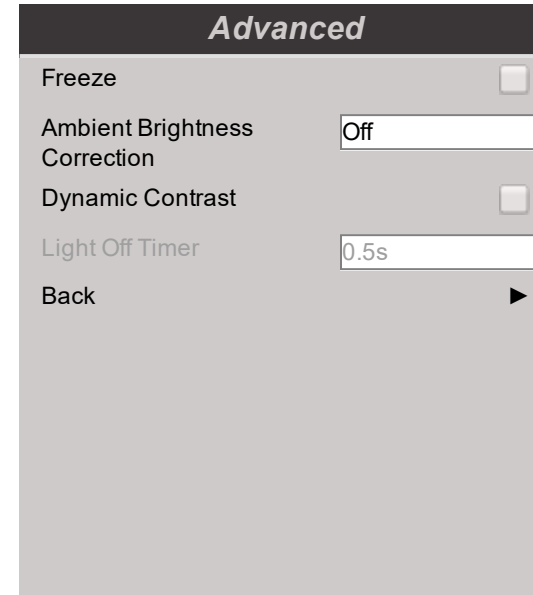 Advanced
Freeze
Ambient Brightness
Correction
Off
Dynamic Contrast
Light Off Timer
0.5s
Back